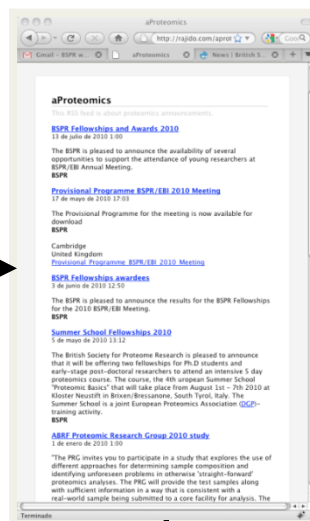 aProteomics
http://rajido.com/aprot
Gmail - BSPR w...
aProteomics
News | British S...
aProteomics
This RSS feed is about proteomics announcements.
BSPR Fellowships and Awards 2010
13 de julio de 2010 1:00
The BSPR is pleased to announce the availability of several
opportunities to support the attendance of young researchers at
BSPR/EBI Annual Meeting.
BSPR
Provisional Programme BSPR/EBI 2010 Meeting
17 de mayo de 2010 17:03
The Provisional Programme for the meeting is now available for
download
BSPR
Cambridge
United Kingdom
Provisional Programme BSPR/EBI 2010 Meeting
BSPR Fellowships awardees
3 de junio de 2010 12:50
The BSPR is pleased to announce the results for the BSPR Fellowships
for the 2010 BSPR/EBI Meeting.
BSPR
Summer School Fellowships 2010
5 de mayo de 2010 13:12
The British Society for Proteome Research is pleased to announce
that it will be offering two fellowships for Ph.D students and
early-stage post-doctoral researchers to attend an intensive 5 day
proteomics course. The course, the 4th uropean Summer School
"Proteomic Basics" that will take place from August 1st - 7th 2010 at
Kloster Neustift in Brixen/Bressanone, South Tyrol, Italy. The
Summer School is a joint European Proteomics Association (DGP)-
training activity.
BSPR
ABRF Proteomic Research Group 2010 study
1 de enero de 2010 1:00
"The PRG invites you to participate in a study that explores the use of
different approaches for determining sample composition and
identifying unforeseen problems in otherwise 'straight-forward'
proteomics analyses. The PRG will provide the test samples along
with sufficient information in a way that is consistent with a
real-world sample being submitted to a core facility for analysis. The
Terminado